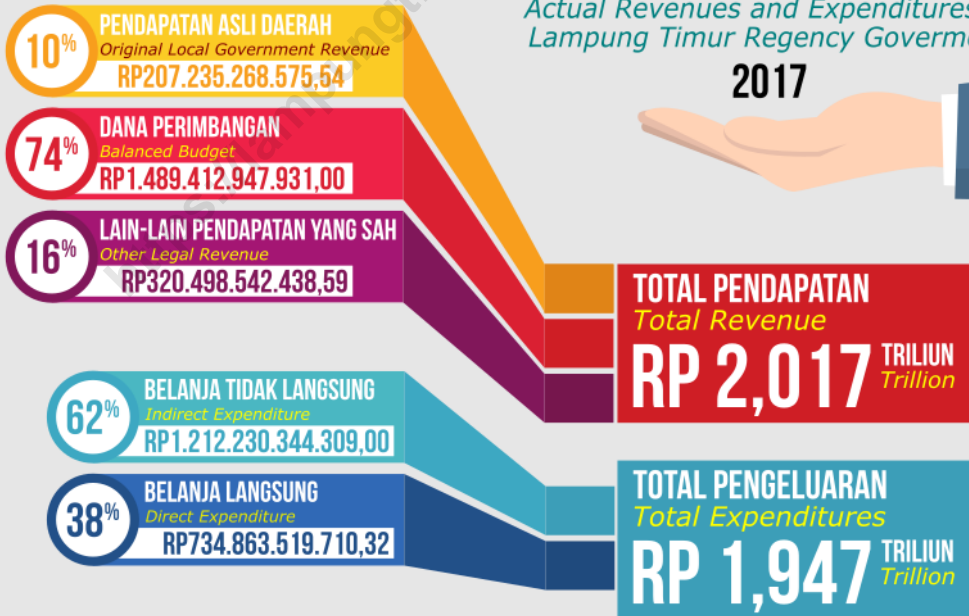 Actual Revenues and Expenditures
Lampung Timur Regency
2017
10%
PENDAPATAN ASLI DAERAH
Original Local Government Revenue
RP207.235.268.575,54
74%
DANA PERIMBANGAN
Balanced Budget
RP1.489.412.947.931,00
16%
LAIN-LAIN PENDAPATAN YANG SAH
Other Legal Revenue
RP320.498.542.438,59
TOTAL PENDAPATAN
Total Revenue
RP 2,017 TRILIUN
Trillion
62%
BELANJA TIDAK LANGSUNG
Indirect Expenditure
RP1.212.230.344.309,00
38%
BELANJA LANGSUNG
Direct Expenditure
RP734.863.519.710,32
TOTAL PENGELUARAN
Total Expenditures
RP 1,947 TRILIUN
Trillion